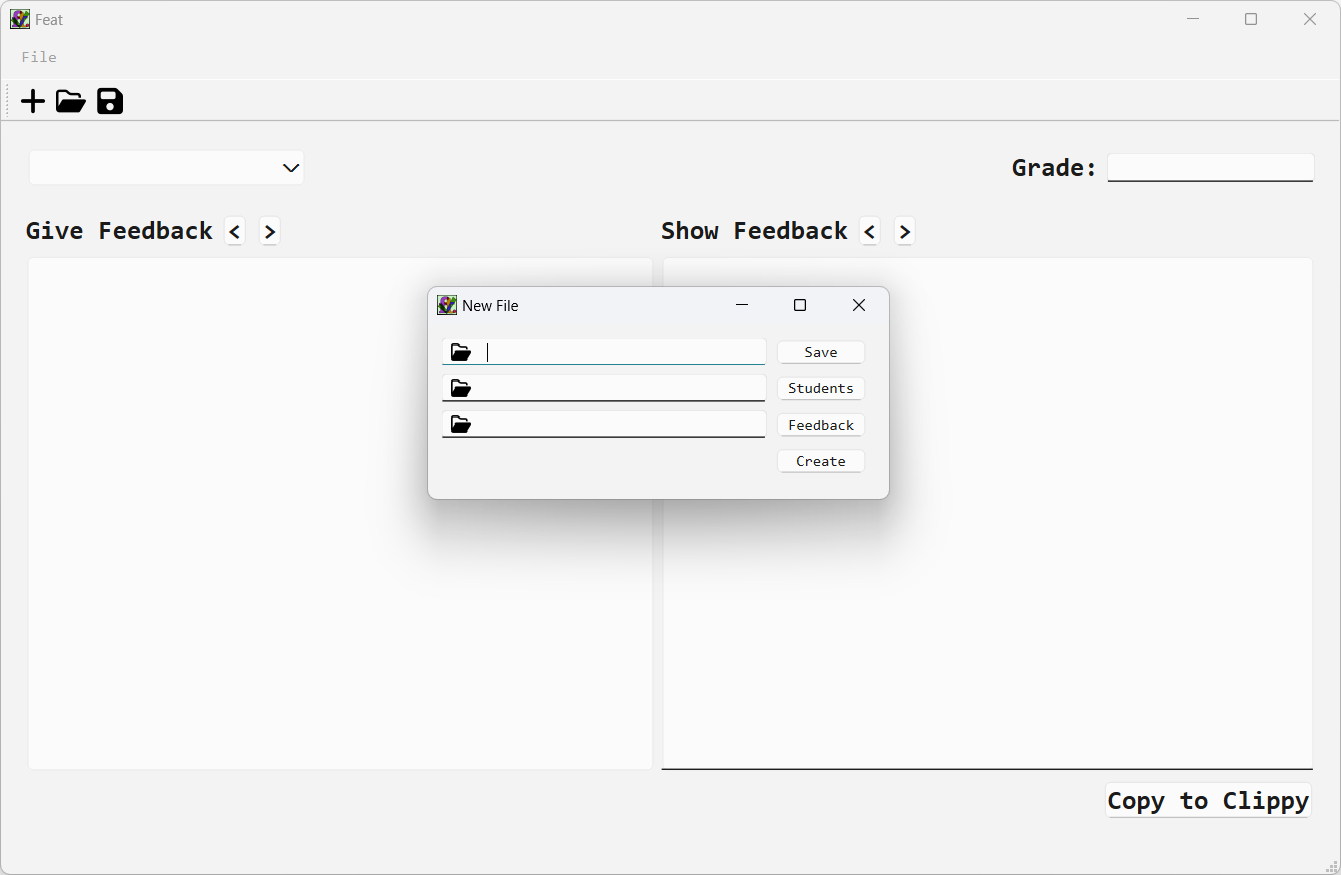 Feat
File
Grade:
Give Feedback < >
Show Feedback < >
New File
Save
Students
Feedback
Create
Copy to Clippy